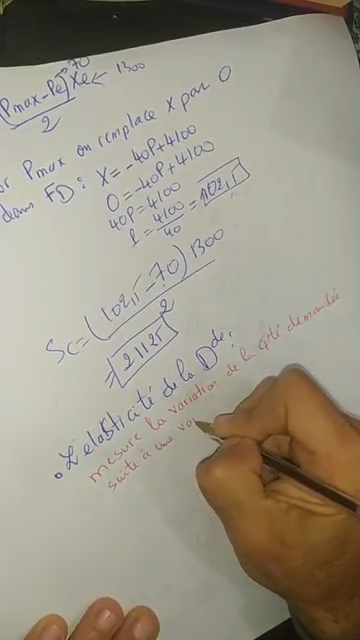 (Pmax - Pe) Xe ← 1300
70
2
Pmax on remplace X par 0
dans FD : X = -40P + 4100
0 = -40P + 4100
40P = 4100
P = 4100/40 = 102,5
Sc = (102,5 - 70) 1300
2
= 21125
• L'elasticité de la Dde :
mesure la variation de la Qté demandée
suite à une va